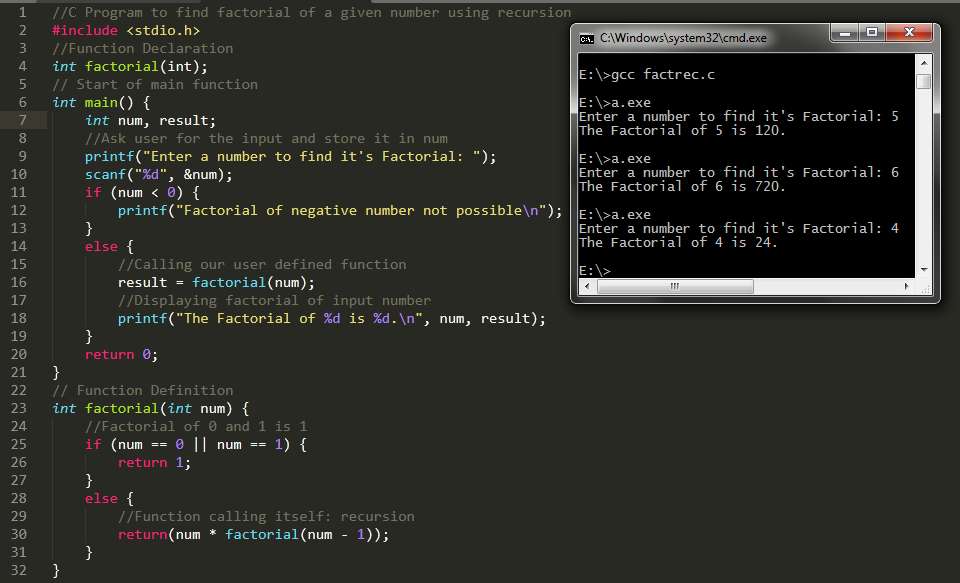 1 //C Program to find factorial of a given number using recursion
2 #include <stdio.h>
3 //Function Declaration
4 int factorial(int);
5 // Start of main function
6 int main() {
7     int num, result;
8     //Ask user for the input and store it in num
9     printf("Enter a number to find it's Factorial: ");
10     scanf("%d", &num);
11     if (num < 0) {
12         printf("Factorial of negative number not possible\n");
13     }
14     else {
15         //Calling our user defined function
16         result = factorial(num);
17         //Displaying factorial of input number
18         printf("The Factorial of %d is %d.\n", num, result);
19     }
20     return 0;
21 }
22 // Function Definition
23 int factorial(int num) {
24     //Factorial of 0 and 1 is 1
25     if (num == 0 || num == 1) {
26         return 1;
27     }
28     else {
29         //Function calling itself: recursion
30         return(num * factorial(num - 1));
31     }
32 }
C:\Windows\system32\cmd.exe
E:\>gcc factrec.c
E:\>a.exe
Enter a number to find it's Factorial: 5
The Factorial of 5 is 120.
E:\>a.exe
Enter a number to find it's Factorial: 6
The Factorial of 6 is 720.
E:\>a.exe
Enter a number to find it's Factorial: 4
The Factorial of 4 is 24.
E:\>